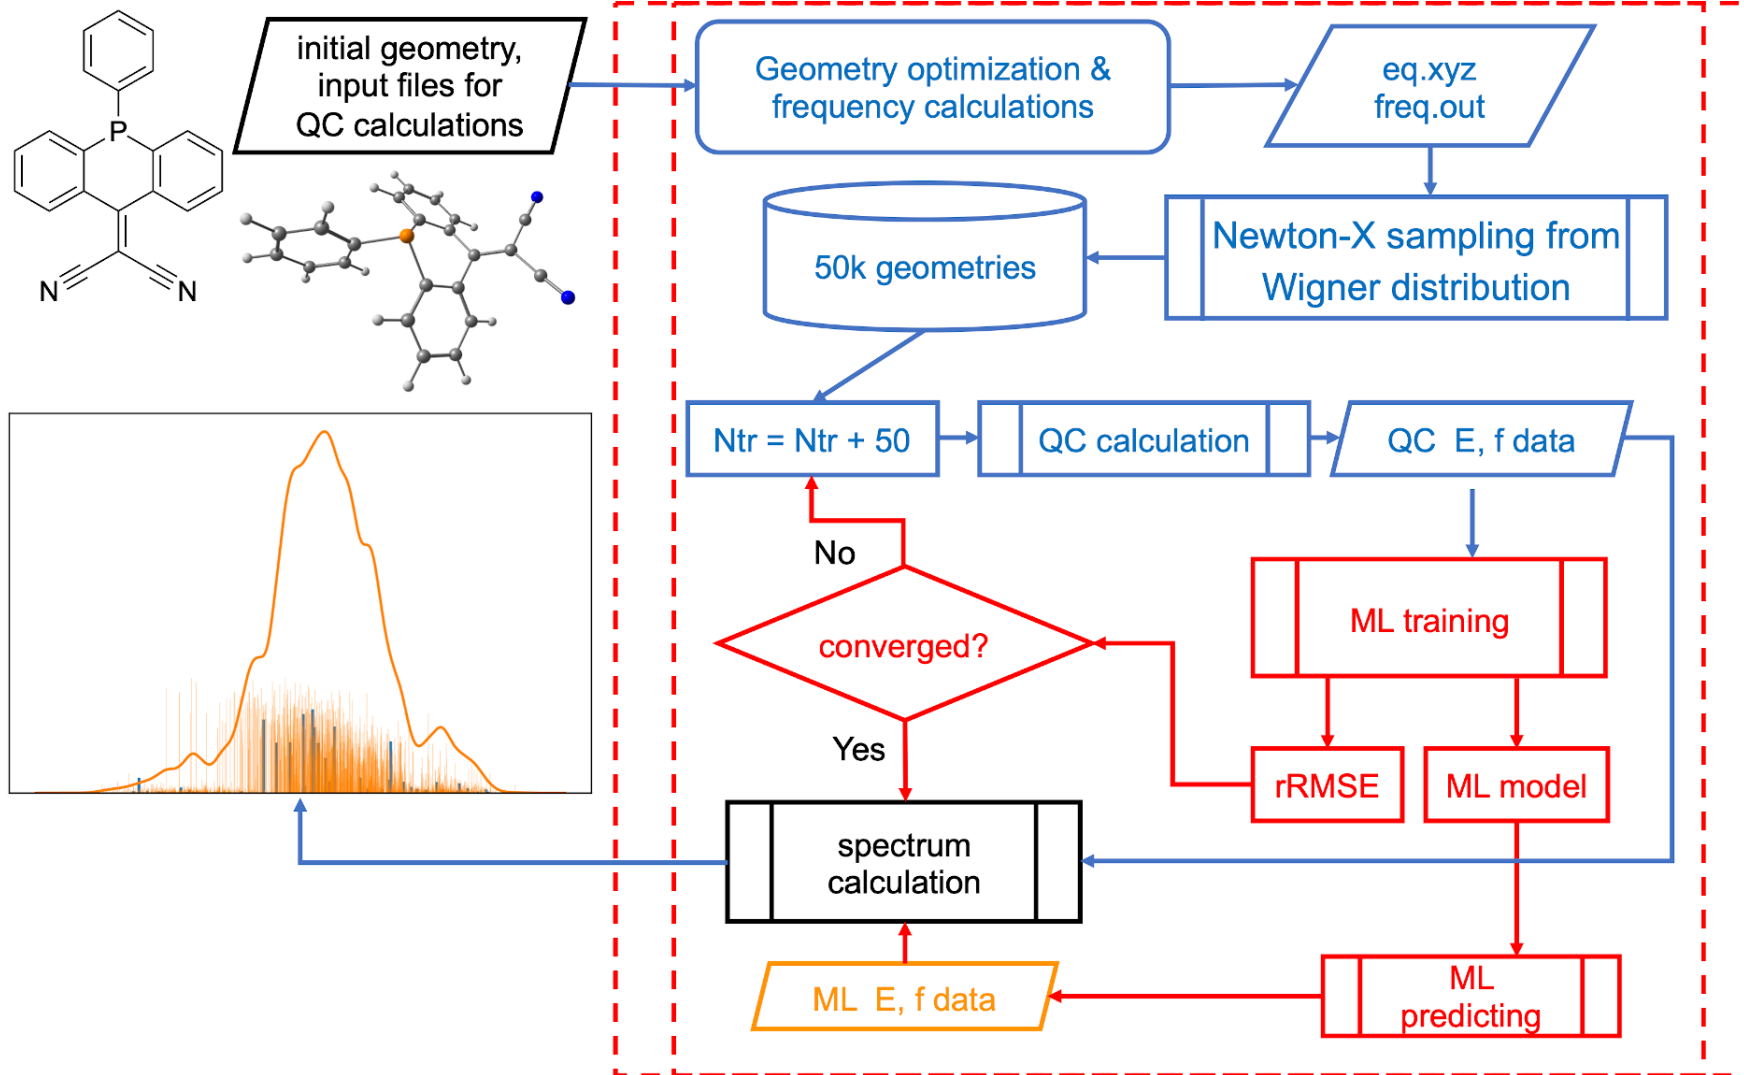 P
N
N
initial geometry,
input files for
QC calculations
Geometry optimization &
frequency calculations
eq.xyz
freq.out
Newton-X sampling from
Wigner distribution
50k geometries
Ntr = Ntr + 50
QC calculation
QC E, f data
No
converged?
ML training
Yes
rRMSE
ML model
spectrum
calculation
ML E, f data
ML
predicting